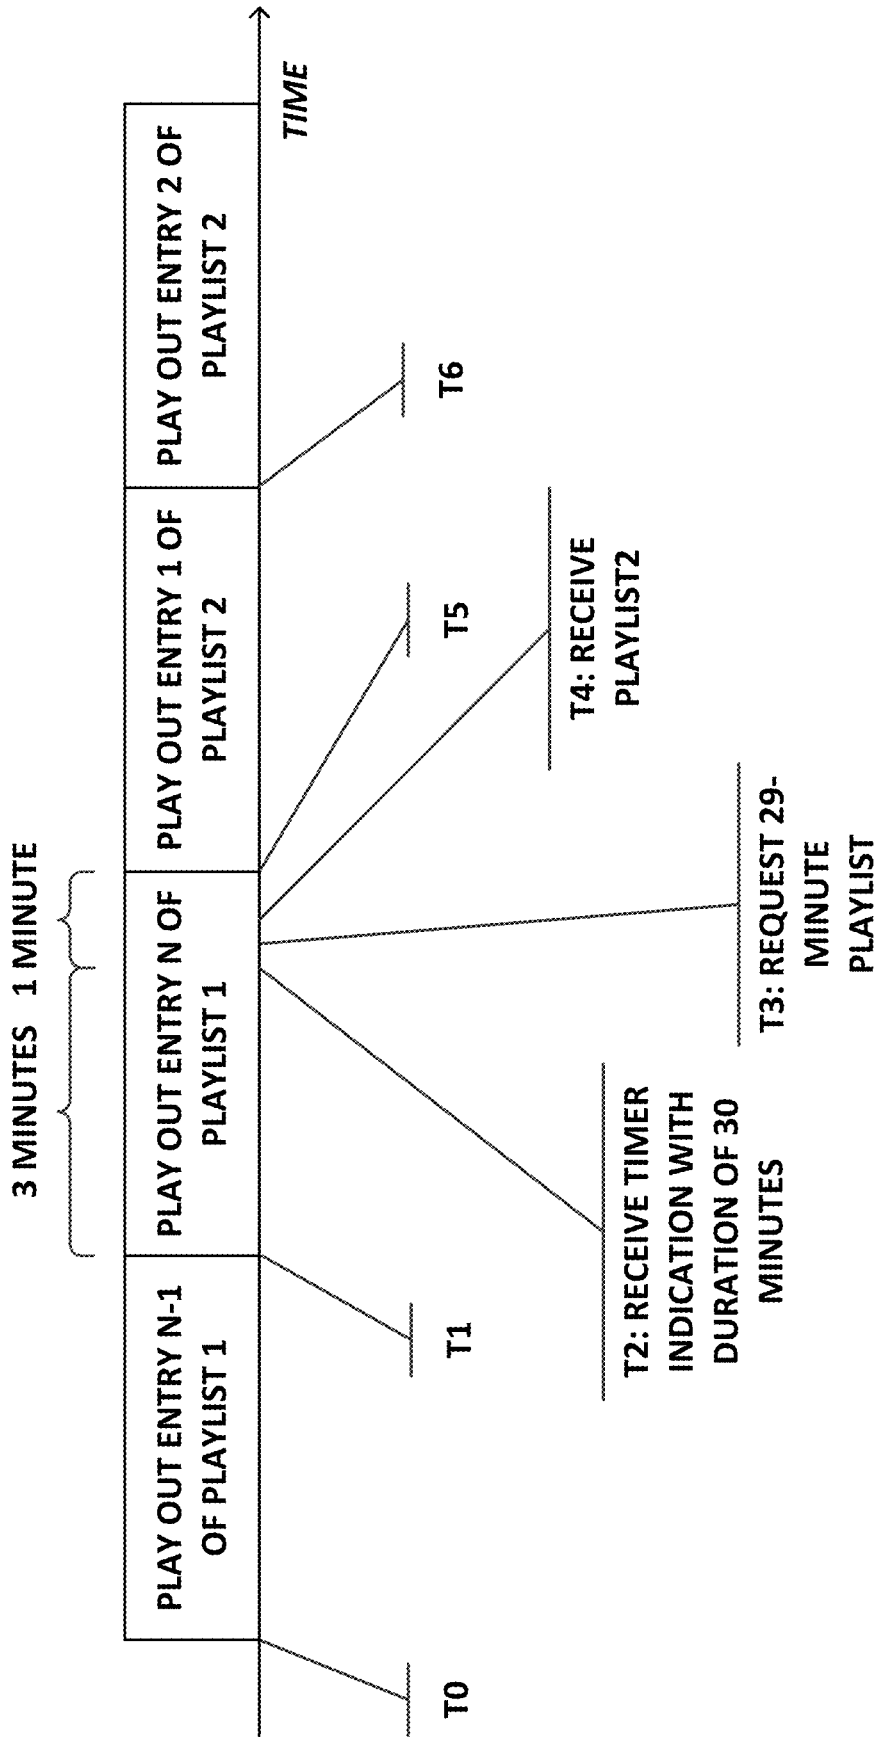 3 MINUTES 1 MINUTE
PLAY OUT ENTRY N-1
OF PLAYLIST 1
PLAY OUT ENTRY N OF
PLAYLIST 1
PLAY OUT ENTRY 1 OF
PLAYLIST 2
PLAY OUT ENTRY 2 OF
PLAYLIST 2
TIME
T0
T1
T5
T6
T4: RECEIVE
PLAYLIST2
T2: RECEIVE TIMER
INDICATION WITH
DURATION OF 30
MINUTES
T3: REQUEST 29-
MINUTE
PLAYLIST